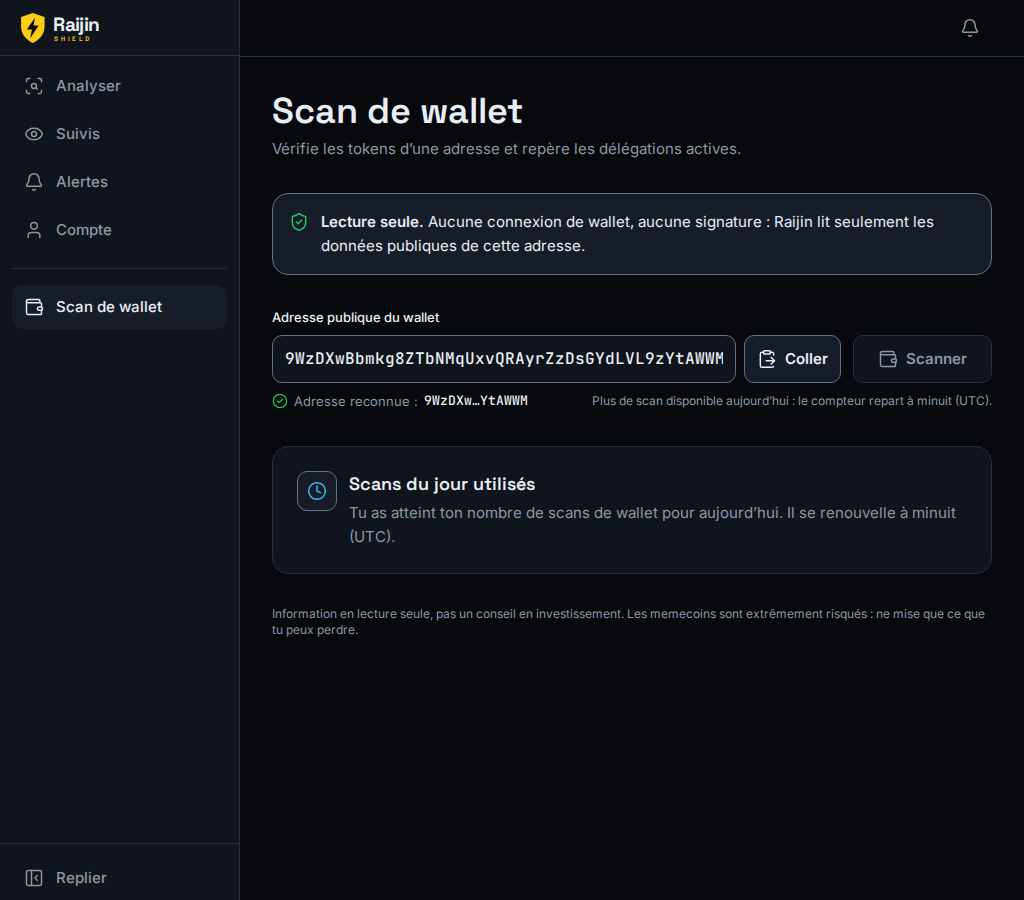 Raijin
SHIELD
Analyser
Suivis
Alertes
Compte
Scan de wallet
Replier
Scan de wallet
Vérifie les tokens d’une adresse et repère les délégations actives.
Lecture seule. Aucune connexion de wallet, aucune signature : Raijin lit seulement les
données publiques de cette adresse.
Adresse publique du wallet
9WzDXwBbmkg8ZTbNMqUxvQRAyrZzDsGYdLVL9zYtAWWM
Coller
Scanner
Adresse reconnue : 9WzDXw…YtAWWM
Plus de scan disponible aujourd’hui : le compteur repart à minuit (UTC).
Scans du jour utilisés
Tu as atteint ton nombre de scans de wallet pour aujourd’hui. Il se renouvelle à minuit
(UTC).
Information en lecture seule, pas un conseil en investissement. Les memecoins sont extrêmement risqués : ne mise que ce que
tu peux perdre.